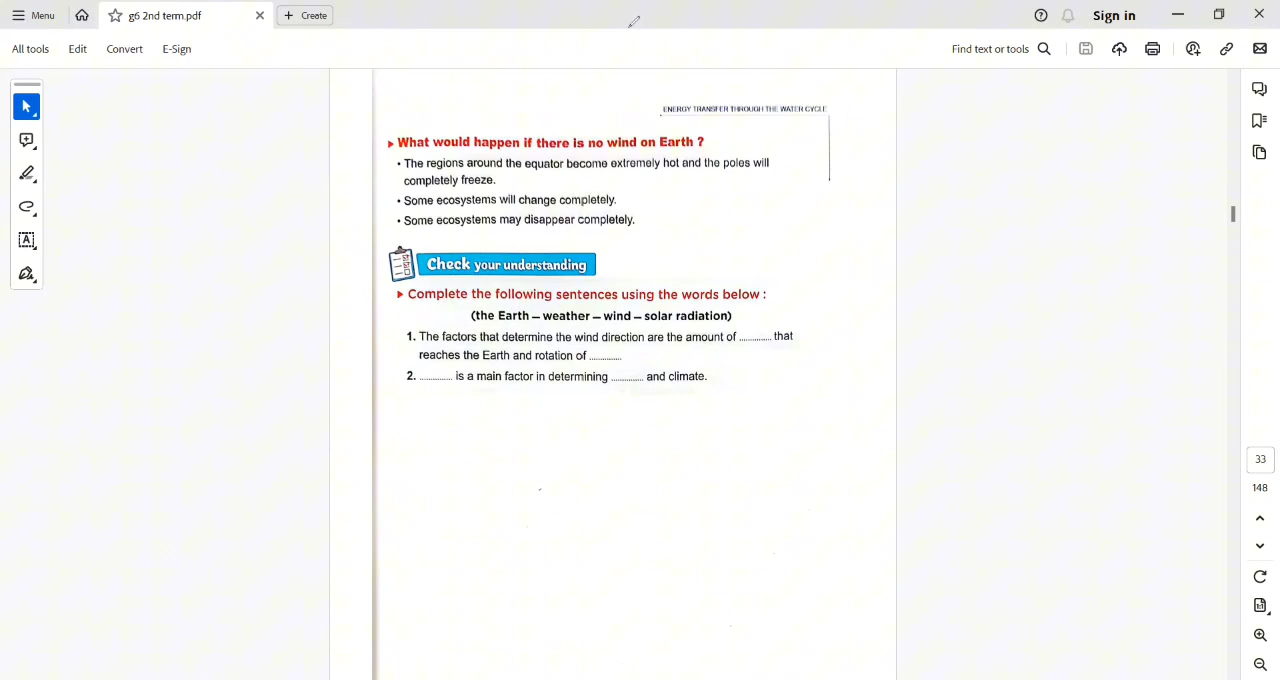 Menu
g6 2nd term.pdf
Create
Sign in
All tools
Edit
Convert
E-Sign
Find text or tools
ENERGY TRANSFER THROUGH THE WATER CYCLE
What would happen if there is no wind on Earth ?
• The regions around the equator become extremely hot and the poles will
completely freeze.
• Some ecosystems will change completely.
• Some ecosystems may disappear completely.
Check your understanding
Complete the following sentences using the words below :
(the Earth – weather – wind – solar radiation)
1. The factors that determine the wind direction are the amount of ............. that
reaches the Earth and rotation of .............
2. ............. is a main factor in determining ............. and climate.
33
148